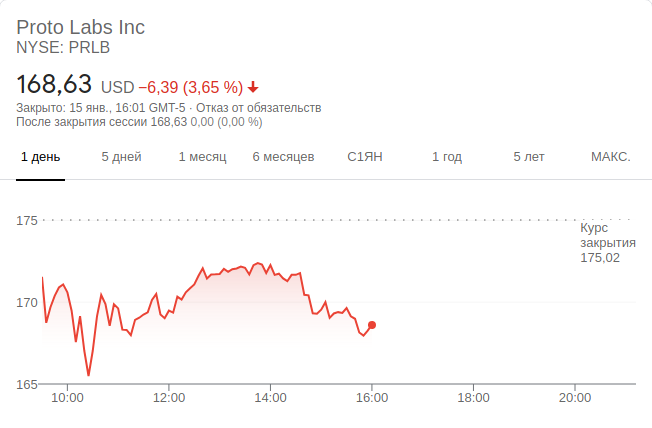 Proto Labs Inc
NYSE: PRLB
168,63 USD −6,39 (3,65 %)
Закрыто: 15 янв., 16:01 GMT-5 · Отказ от обязательств
После закрытия сессии 168,63 0,00 (0,00 %)
1 день 5 дней 1 месяц 6 месяцев С1ЯН 1 год 5 лет МАКС.
175
Курс
закрытия
175,02
170
165
10:00 12:00 14:00 16:00 18:00 20:00